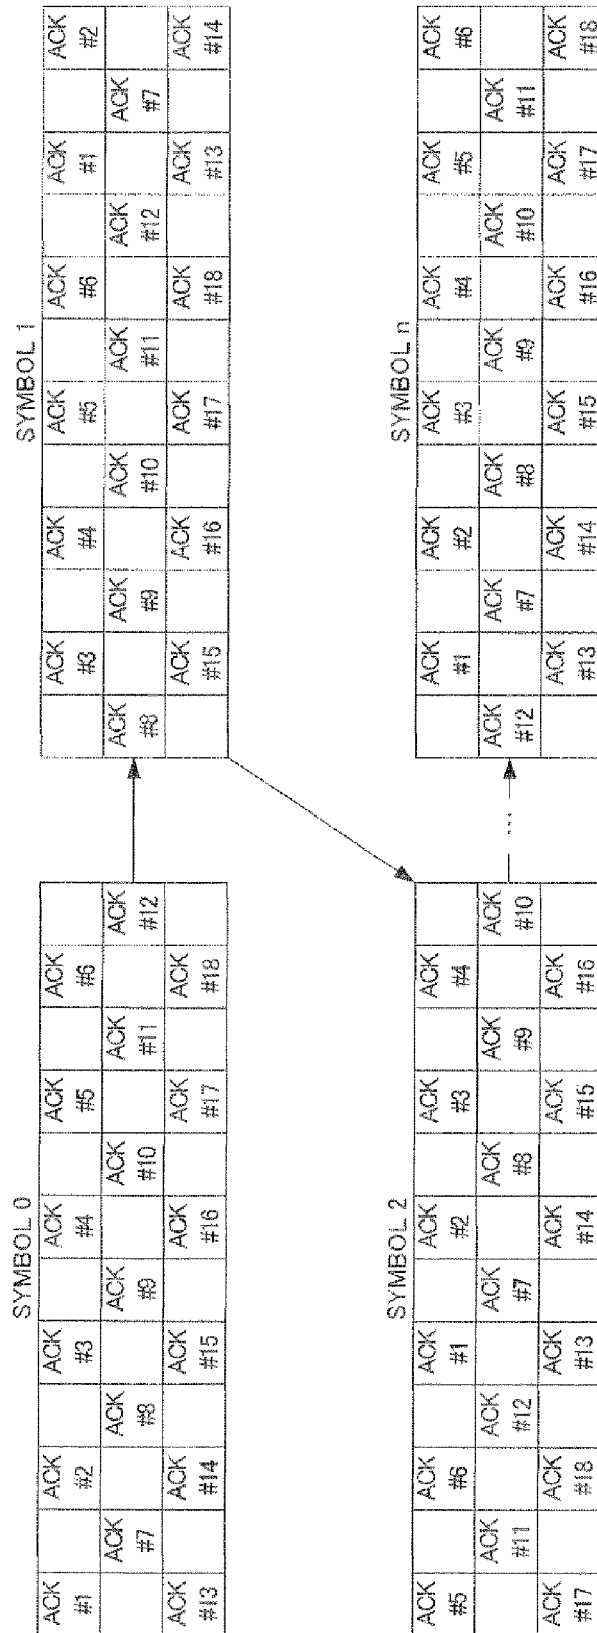 SYMBOL 0
ACK ACK ACK ACK ACK ACK
#1 #2 #3 #4 #5 #6
ACK ACK ACK ACK ACK ACK
#7 #8 #9 #10 #11 #12
ACK ACK ACK ACK ACK ACK
#13 #14 #15 #16 #17 #18
SYMBOL 1
ACK ACK ACK ACK ACK ACK
#3 #4 #5 #6 #1 #2
ACK ACK ACK ACK ACK ACK
#8 #9 #10 #11 #12 #7
ACK ACK ACK ACK ACK ACK
#15 #16 #17 #18 #13 #14
SYMBOL 2
ACK ACK ACK ACK ACK ACK
#5 #6 #1 #2 #3 #4
ACK ACK ACK ACK ACK ACK
#11 #12 #7 #8 #9 #10
ACK ACK ACK ACK ACK ACK
#17 #18 #13 #14 #15 #16
...
SYMBOL n
ACK ACK ACK ACK ACK ACK
#1 #2 #3 #4 #5 #6
ACK ACK ACK ACK ACK ACK
#12 #7 #8 #9 #10 #11
ACK ACK ACK ACK ACK ACK
#13 #14 #15 #16 #17 #18